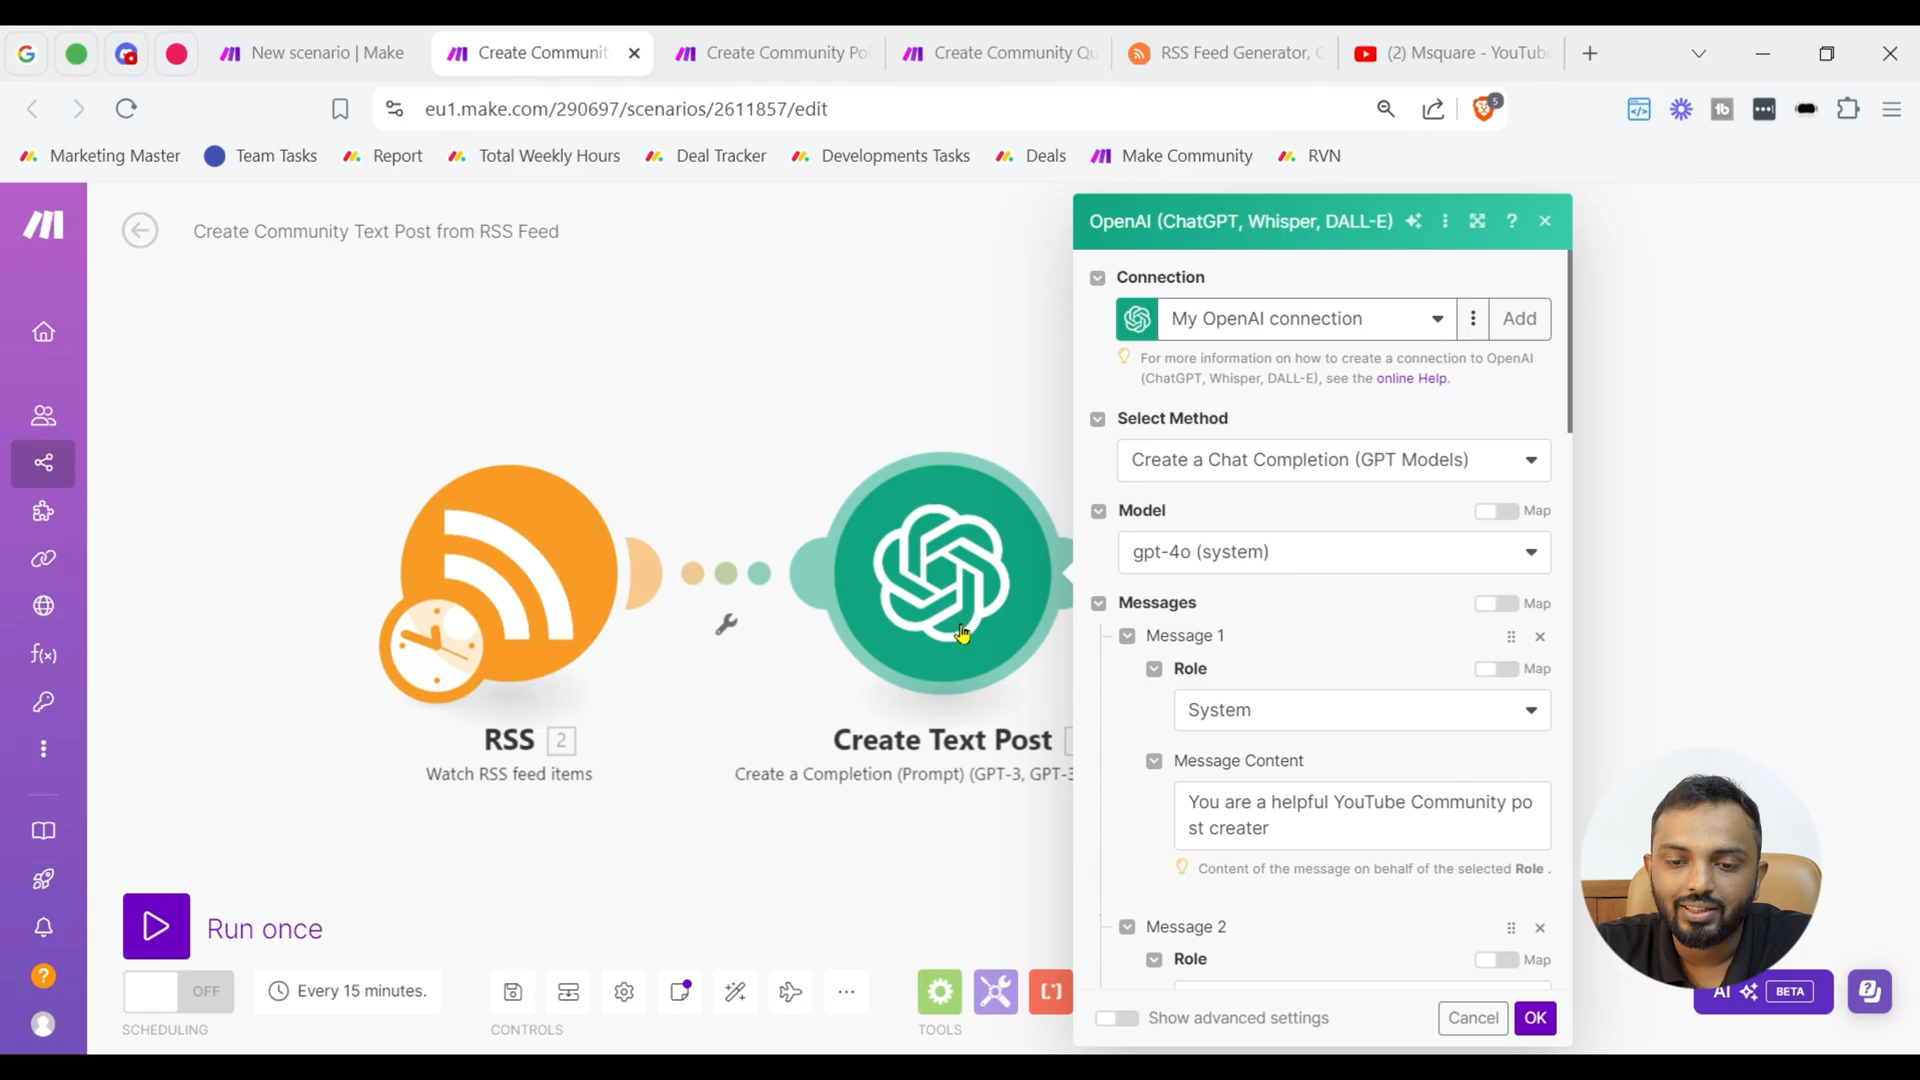 New scenario | Make
Create Communit
Create Community Pol
Create Community Qu
RSS Feed Generator, C
(2) Msquare - YouTube
eu1.make.com/290697/scenarios/2611857/edit
5
Marketing Master
Team Tasks
Report
Total Weekly Hours
Deal Tracker
Developments Tasks
Deals
Make Community
RVN
Create Community Text Post from RSS Feed
OpenAI (ChatGPT, Whisper, DALL-E)
Connection
My OpenAI connection
Add
For more information on how to create a connection to OpenAI
(ChatGPT, Whisper, DALL-E), see the online Help.
Select Method
Create a Chat Completion (GPT Models)
Model
Map
gpt-4o (system)
Messages
Map
Message 1
Role
Map
System
Message Content
You are a helpful YouTube Community po
st creater
Content of the message on behalf of the selected Role .
Message 2
Role
Map
Show advanced settings
Cancel
OK
RSS 2
Watch RSS feed items
Create Text Post
Create a Completion (Prompt) (GPT-3, GPT-3
Run once
OFF
Every 15 minutes.
SCHEDULING
CONTROLS
TOOLS
AI
BETA